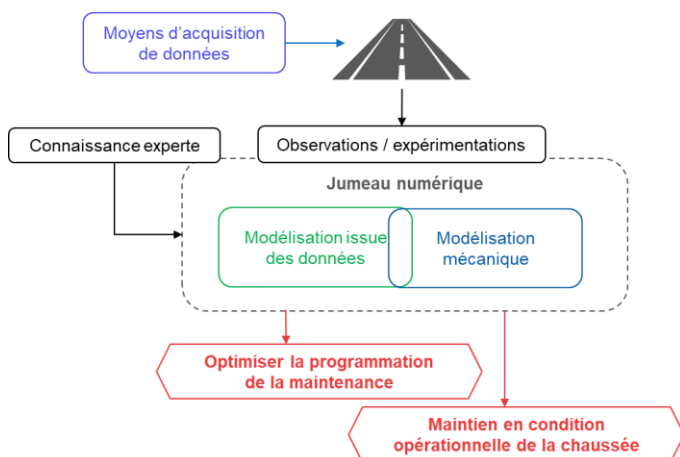 Moyens d'acquisition
de données
Connaissance experte
Observations / expérimentations
Jumeau numérique
Modélisation issue
des données
Modélisation
mécanique
Optimiser la programmation
de la maintenance
Maintien en condition
opérationnelle de la chaussée